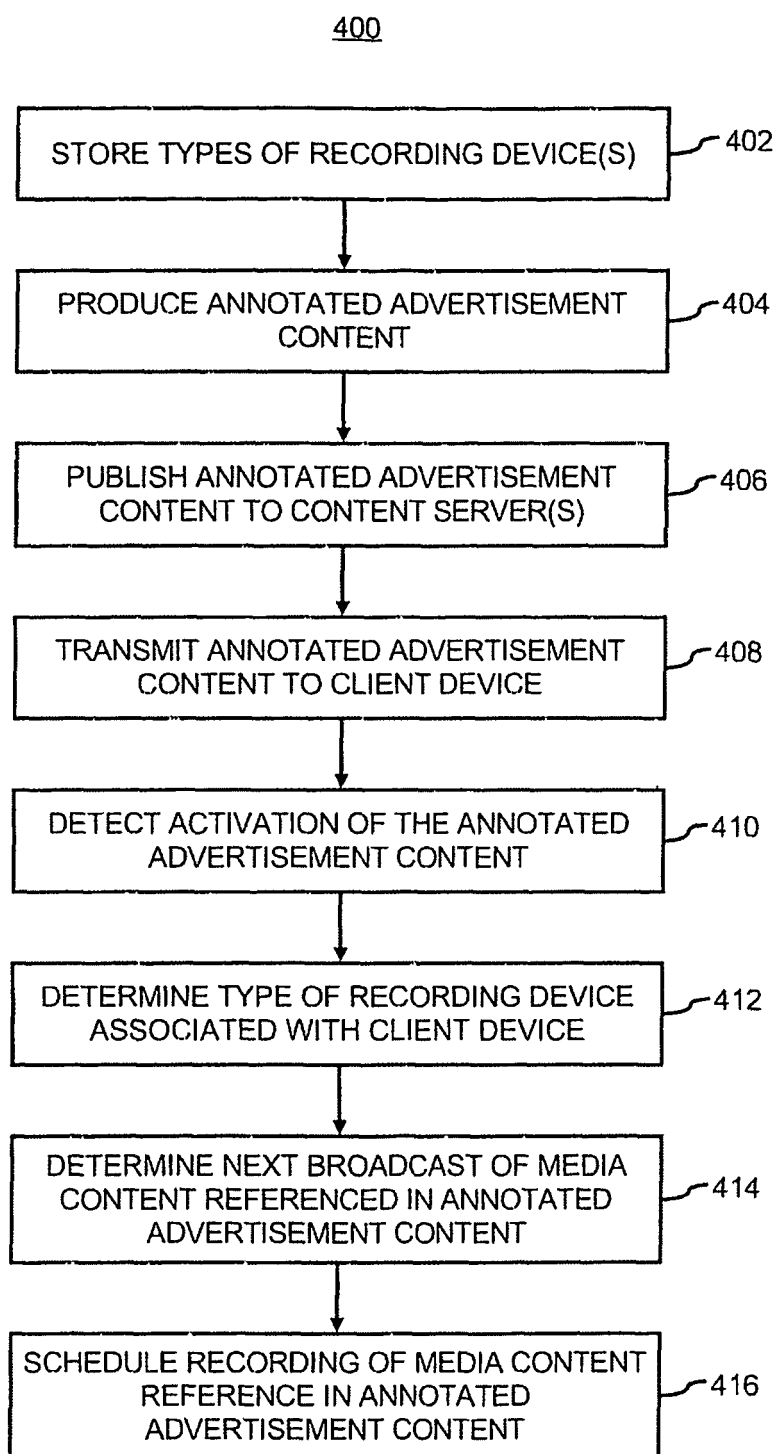 400
STORE TYPES OF RECORDING DEVICE(S)
402
PRODUCE ANNOTATED ADVERTISEMENT
CONTENT
404
PUBLISH ANNOTATED ADVERTISEMENT
CONTENT TO CONTENT SERVER(S)
406
TRANSMIT ANNOTATED ADVERTISEMENT
CONTENT TO CLIENT DEVICE
408
DETECT ACTIVATION OF THE ANNOTATED
ADVERTISEMENT CONTENT
410
DETERMINE TYPE OF RECORDING DEVICE
ASSOCIATED WITH CLIENT DEVICE
412
DETERMINE NEXT BROADCAST OF MEDIA
CONTENT REFERENCED IN ANNOTATED
ADVERTISEMENT CONTENT
414
SCHEDULE RECORDING OF MEDIA CONTENT
REFERENCE IN ANNOTATED
ADVERTISEMENT CONTENT
416